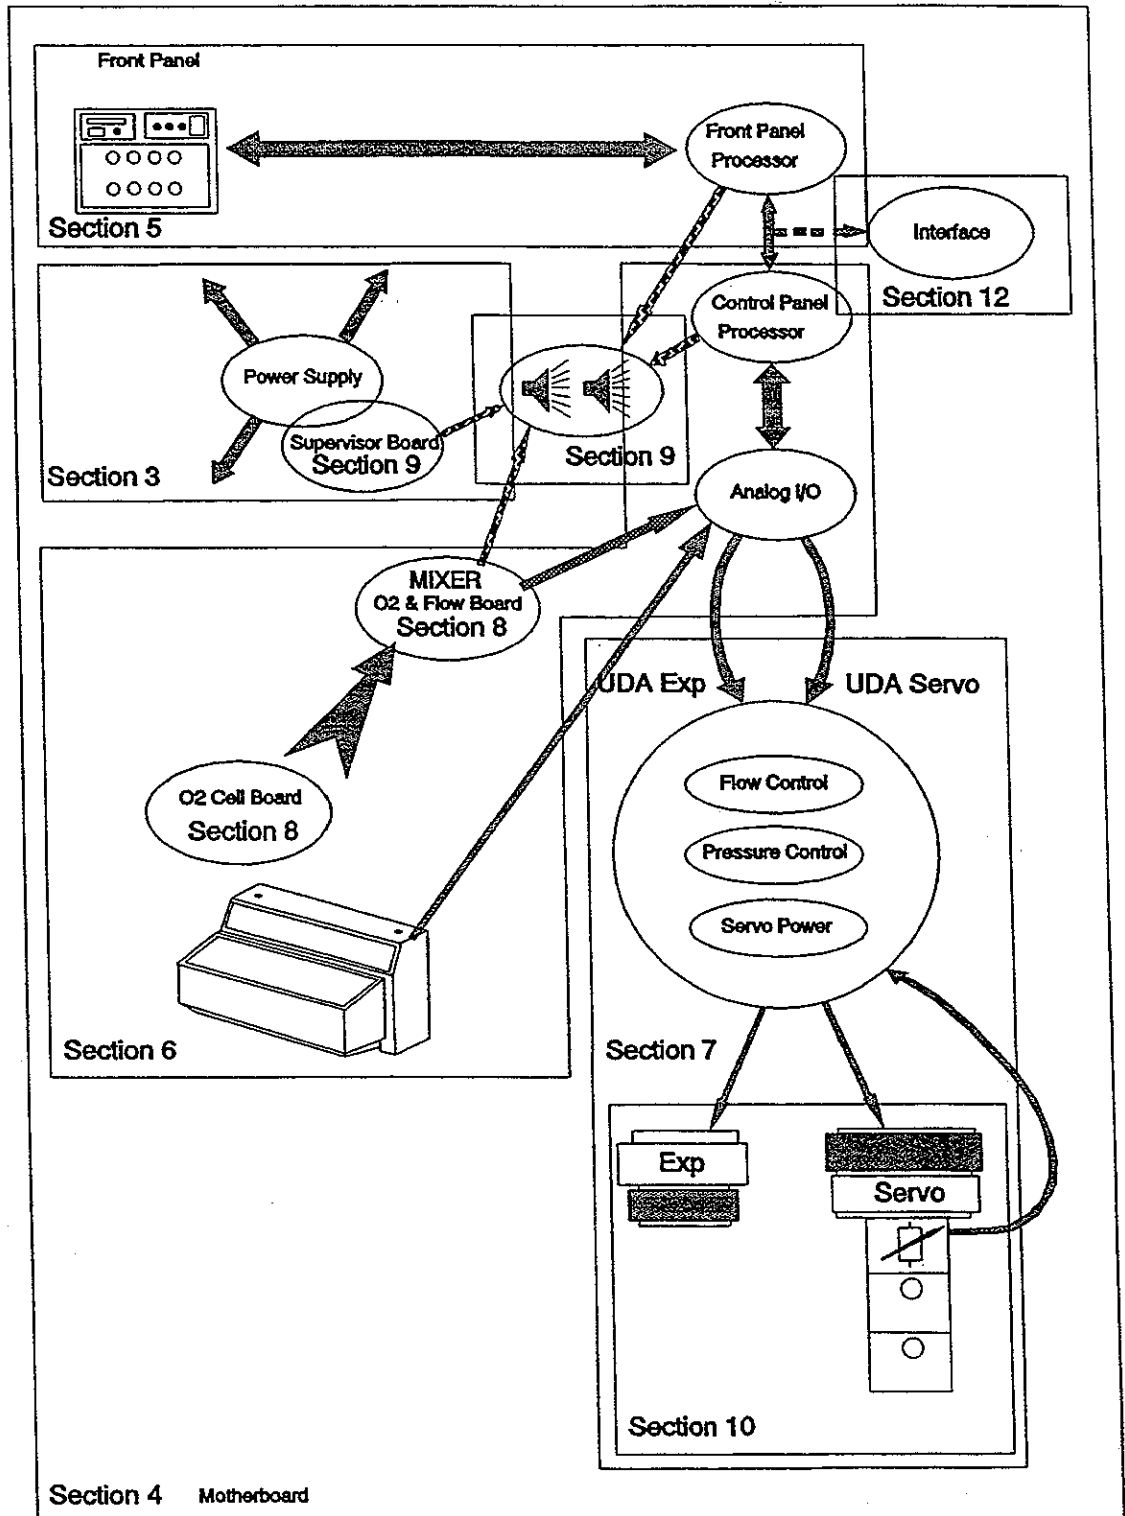 Front Panel
Front Panel
Processor
Section 5
Interface
Section 12
Control Panel
Processor
Power Supply
Supervisor Board
Section 9
Section 3
Section 9
Analog I/O
MIXER
O2 & Flow Board
Section 8
UDA Exp
UDA Servo
O2 Cell Board
Section 8
Flow Control
Pressure Control
Servo Power
Section 6
Section 7
Exp
Servo
Section 10
Section 4
Motherboard